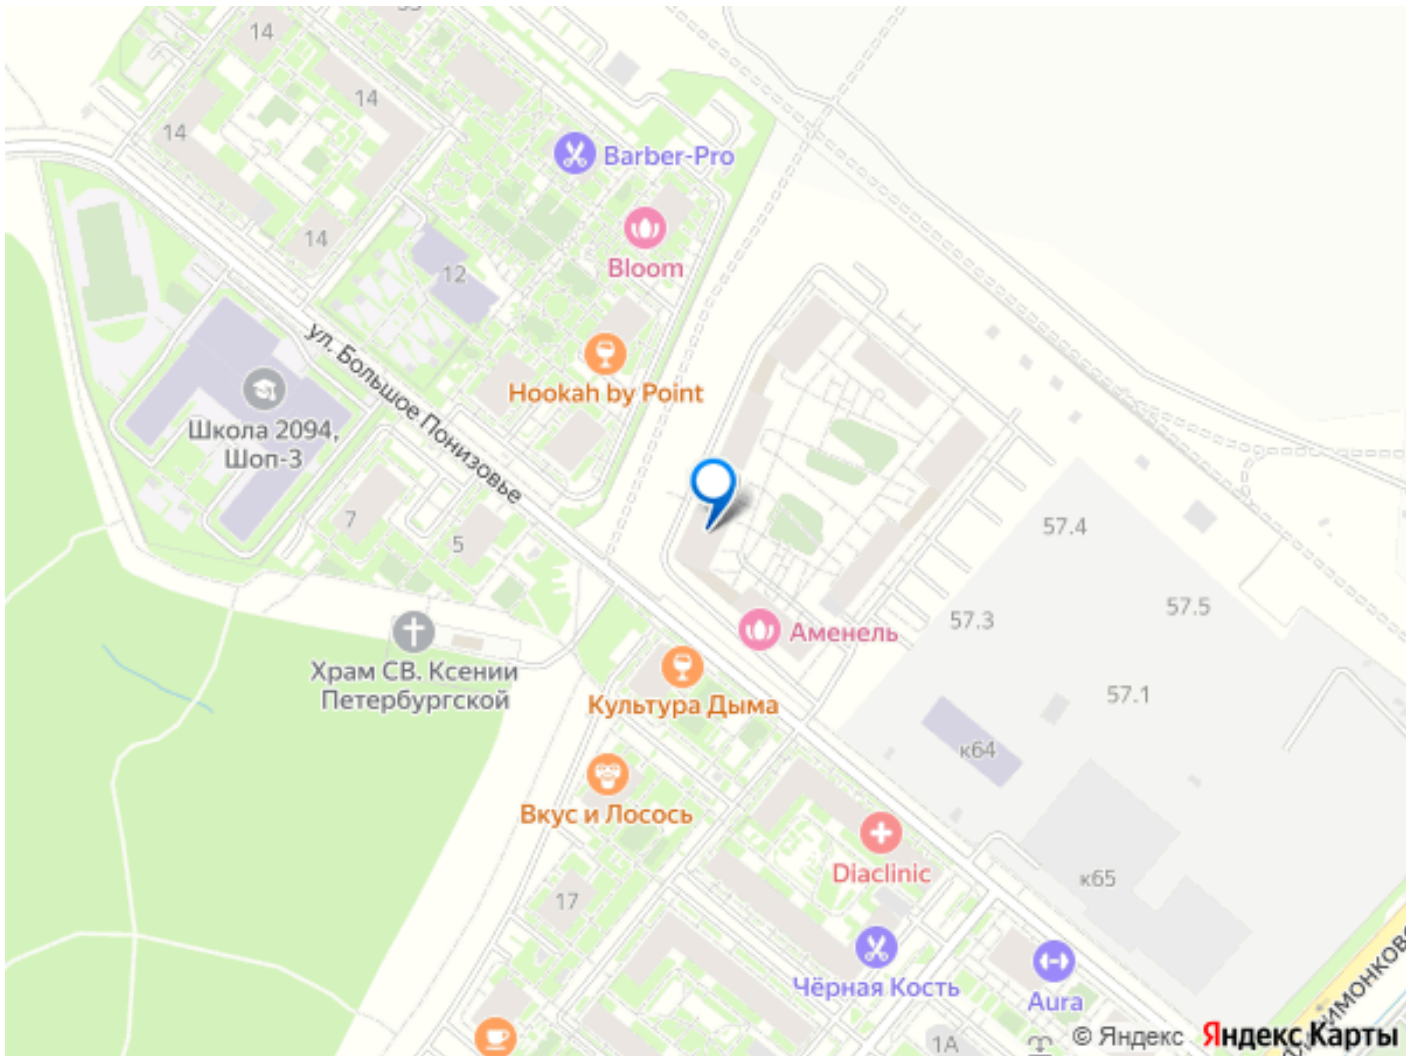 14
14
14
14
Barber-Pro
Bloom
12
Hookah by Point
ул. Большое Понизовье
Школа 2094,
Шоп-3
7
5
57.4
57.3
57.5
57.1
Аменель
Храм СВ. Ксении
Петербургской
Культура Дыма
к64
Вкус и Лосось
Diaclinic
к65
17
Чёрная Кость
Aura
1А
© Яндекс Яндекс Карты